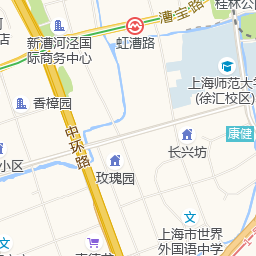 漕宝路
桂林公
店
新漕河泾国
际商务中心
虹漕路
上海师范大学
(徐汇校区)
香樟园
中环路
康健
长兴坊
小区
玫瑰园
上海市世界
外国语中学